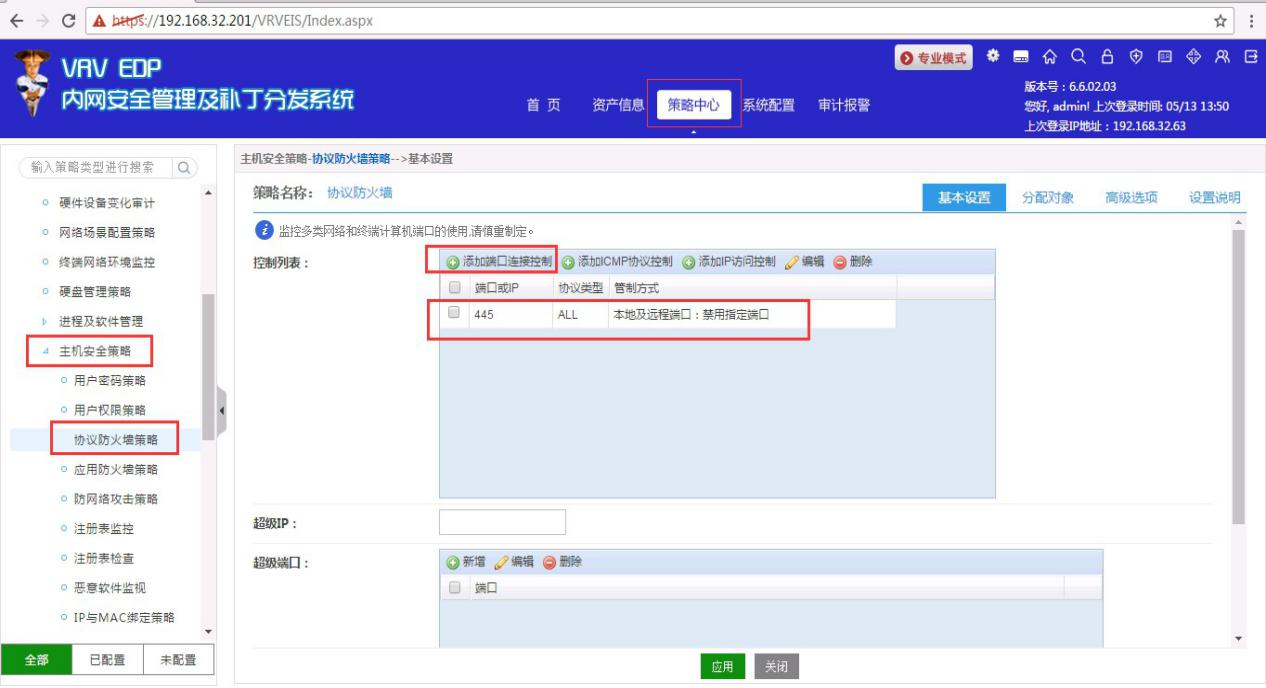 https://192.168.32.201/VRVEIS/Index.aspx
VRV EDP
内网安全管理及补丁分发系统
专业模式
版本号：6.6.02.03
您好, admin! 上次登录时间: 05/13 13:50
上次登录IP地址：192.168.32.63
首 页 资产信息 策略中心 系统配置 审计报警
输入策略类型进行搜索
硬件设备变化审计
网络场景配置策略
终端网络环境监控
硬盘管理策略
进程及软件管理
主机安全策略
用户密码策略
用户权限策略
协议防火墙策略
应用防火墙策略
防网络攻击策略
注册表监控
注册表检查
恶意软件监视
IP与MAC绑定策略
全部 已配置 未配置
主机安全策略-协议防火墙策略-->基本设置
策略名称： 协议防火墙
基本设置 分配对象 高级选项 设置说明
监控多类网络和终端计算机端口的使用,请慎重制定。
控制列表：
添加端口连接控制 添加ICMP协议控制 添加IP访问控制 编辑 删除
端口或IP 协议类型 管制方式
445 ALL 本地及远程端口：禁用指定端口
超级IP：
超级端口：
新增 编辑 删除
端口
应用 关闭